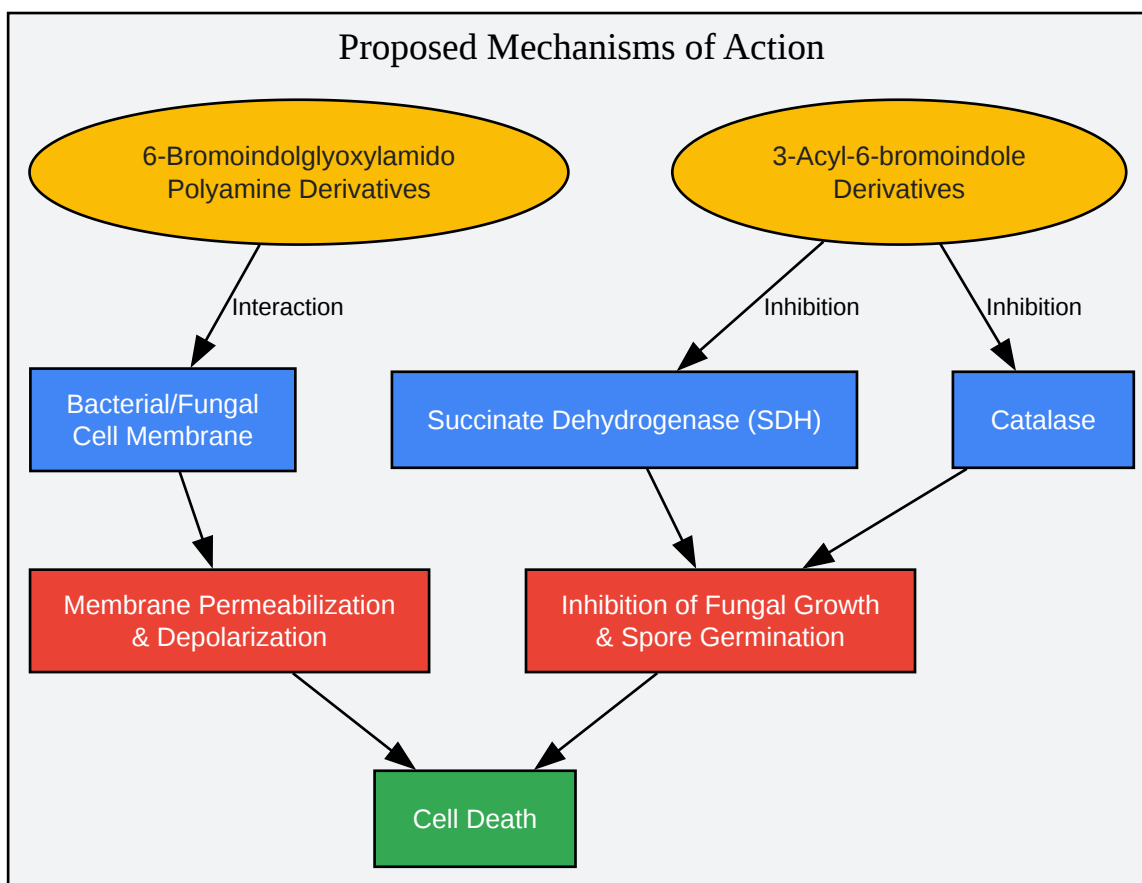 Proposed Mechanisms of Action
6-Bromoindolglyoxylamido
Polyamine Derivatives
3-Acyl-6-bromoindole
Derivatives
Interaction
Inhibition
Inhibition
Bacterial/Fungal
Cell Membrane
Succinate Dehydrogenase (SDH)
Catalase
Membrane Permeabilization
& Depolarization
Inhibition of Fungal Growth
& Spore Germination
Cell Death